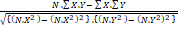 N .∑ X.Y− ∑ X.∑ Y
√{(N.X²)−(N.X²)² }.{(N.Y²)−(N.Y²)² }